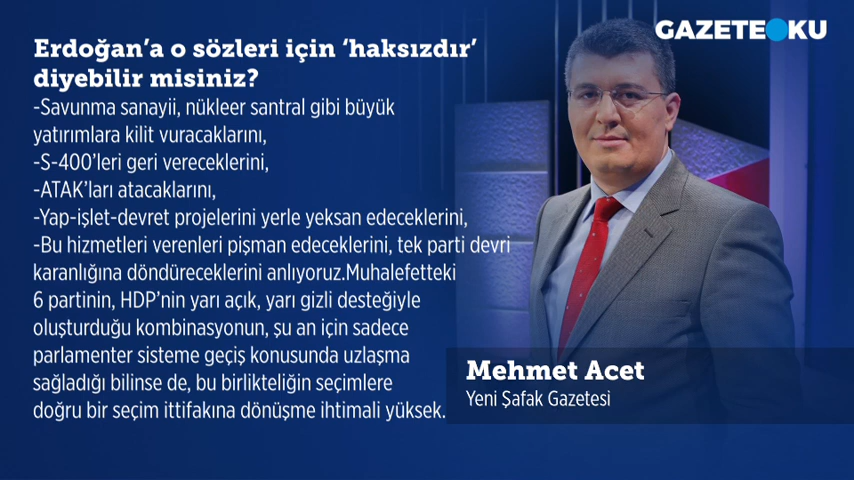 GAZETEOKU
Erdoğan’a o sözleri için ‘haksızdır’
diyebilir misiniz?
-Savunma sanayii, nükleer santral gibi büyük
yatırımlara kilit vuracaklarını,
-S-400’leri geri vereceklerini,
-ATAK’ları atacaklarını,
-Yap-işlet-devret projelerini yerle yeksan edeceklerini,
-Bu hizmetleri verenleri pişman edeceklerini, tek parti devri
karanlığına döndüreceklerini anlıyoruz.Muhalefetteki
6 partinin, HDP’nin yarı açık, yarı gizli desteğiyle
oluşturduğu kombinasyonun, şu an için sadece
parlamenter sisteme geçiş konusunda uzlaşma
sağladığı bilinse de, bu birlikteliğin seçimlere
doğru bir seçim ittifakına dönüşme ihtimali yüksek.
Mehmet Acet
Yeni Şafak Gazetesi